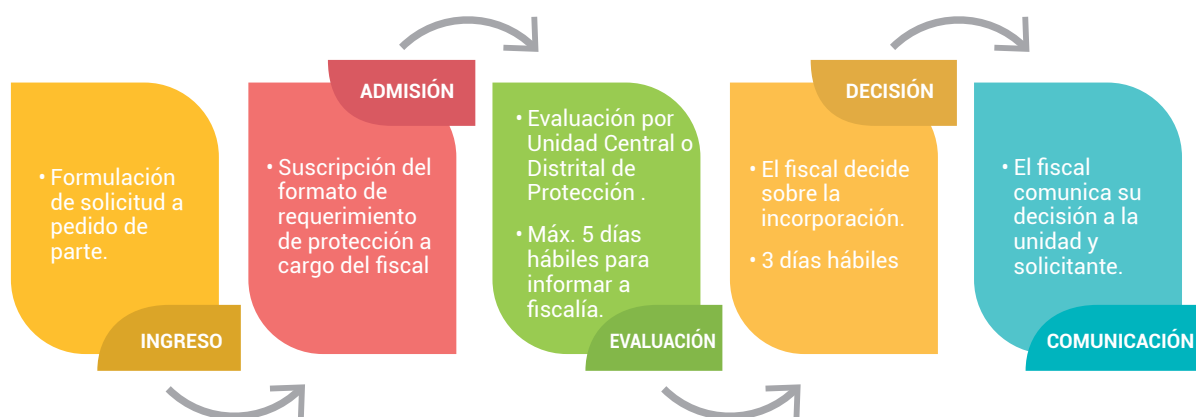 • Formulación
de solicitud a
pedido de
parte.
INGRESO
ADMISIÓN
• Suscripción del
formato de
requerimiento
de protección a
cargo del fiscal
• Evaluación por
Unidad Central o
Distrital de
Protección .
• Máx. 5 días
hábiles para
informar a
fiscalía.
EVALUACIÓN
DECISIÓN
• El fiscal decide
sobre la
incorporación.
• 3 días hábiles
• El fiscal
comunica su
decisión a la
unidad y
solicitante.
COMUNICACIÓN